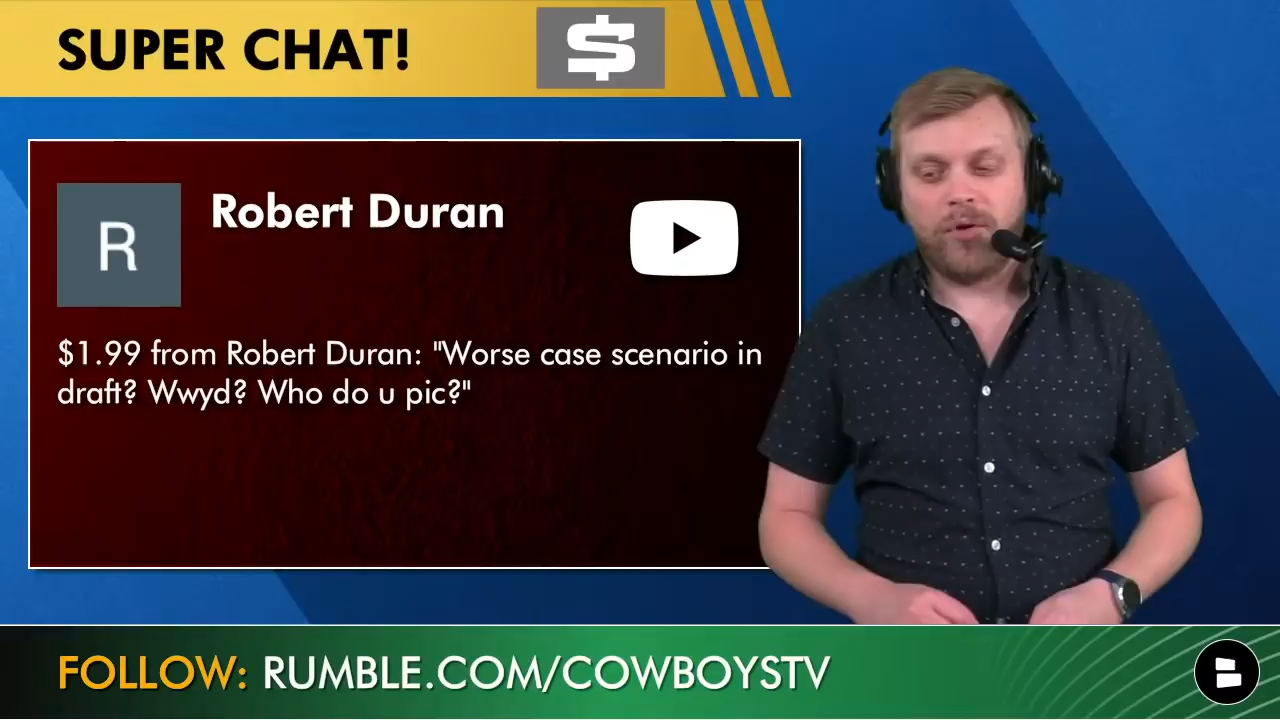 SUPER CHAT!
$
R
Robert Duran
$1.99 from Robert Duran: "Worse case scenario in
draft? Wwyd? Who do u pic?"
FOLLOW: RUMBLE.COM/COWBOYSTV